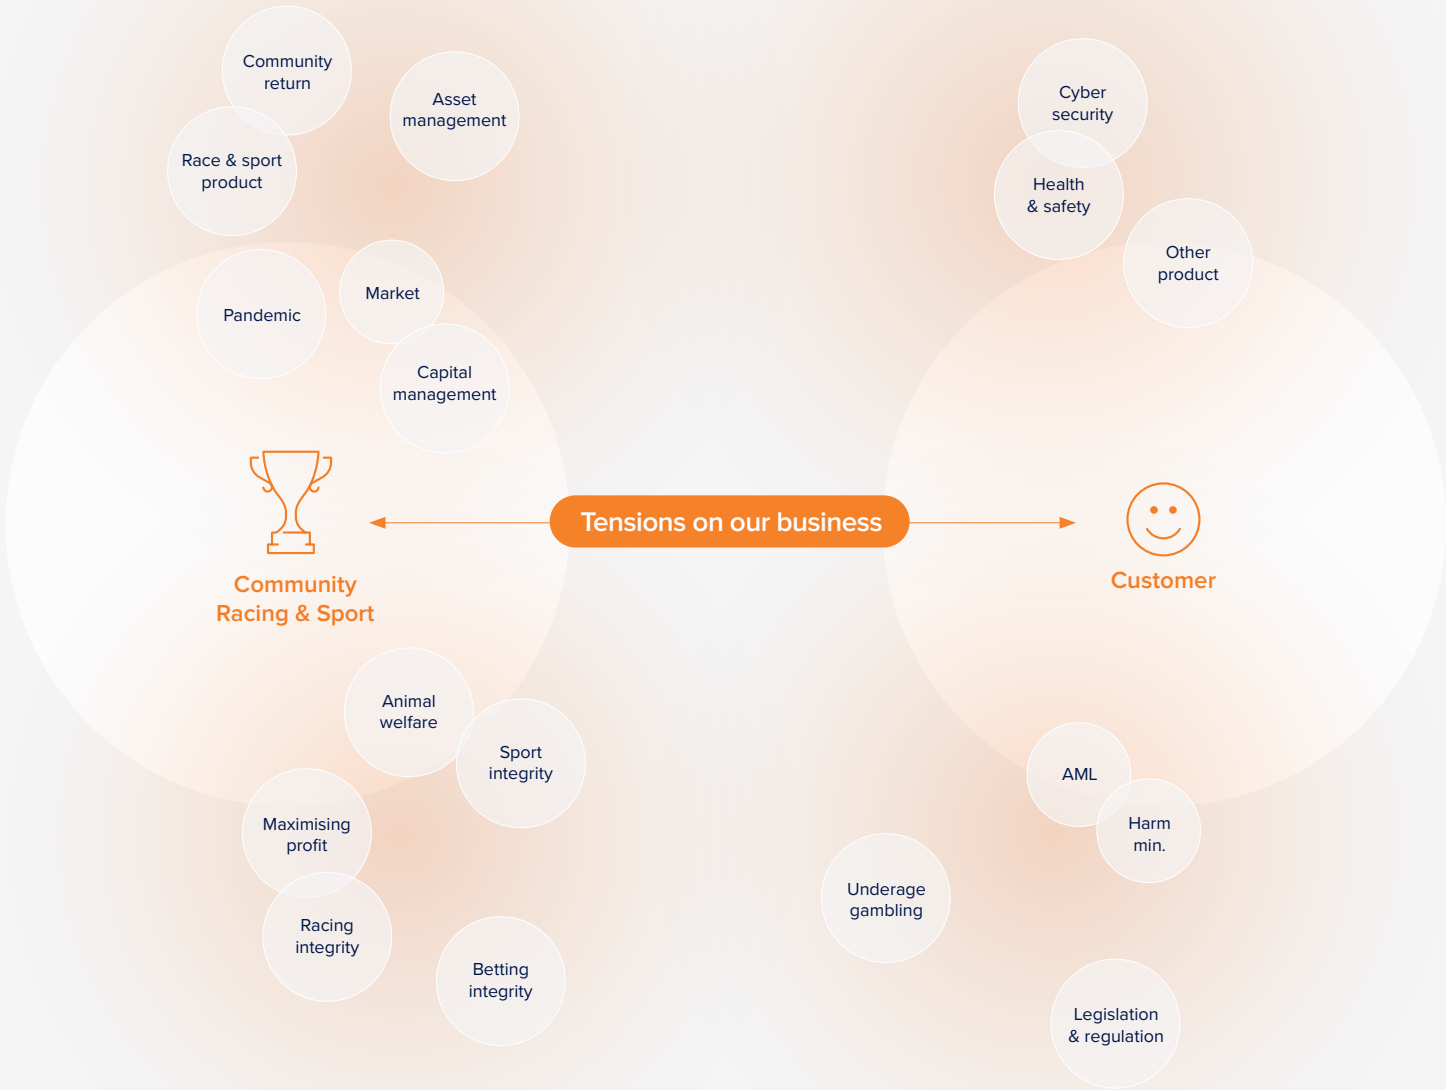 Community
return
Asset
management
Race & sport
product
Pandemic
Market
Capital
management
Cyber
security
Health
& safety
Other
product
Tensions on our business
Community
Racing & Sport
Customer
Animal
welfare
Sport
integrity
Maximising
profit
Racing
integrity
Betting
integrity
AML
Harm
min.
Underage
gambling
Legislation
& regulation